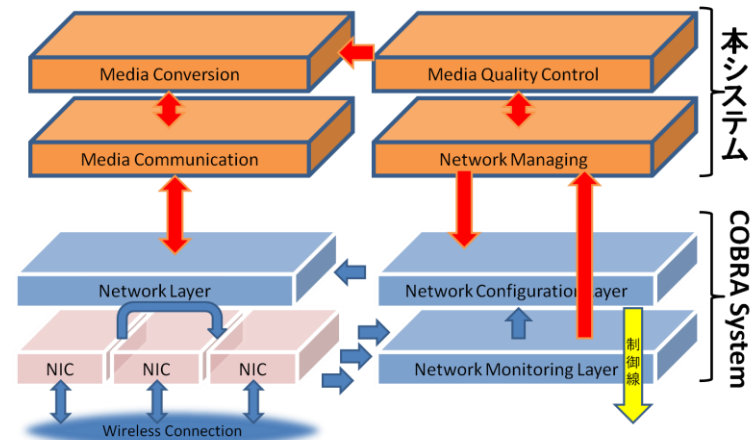 Media Conversion
Media Quality Control
Media Communication
Network Managing
本システム
Network Layer
Network Configuration Layer
NIC
NIC
NIC
Network Monitoring Layer
制御線
Wireless Connection
COBRA System